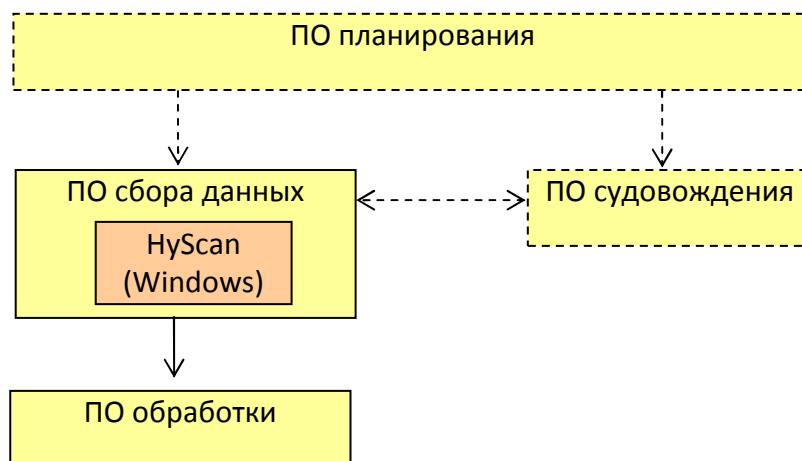 ПО планирования
ПО сбора данных
ПО судовождения
HyScan
(Windows)
ПО обработки